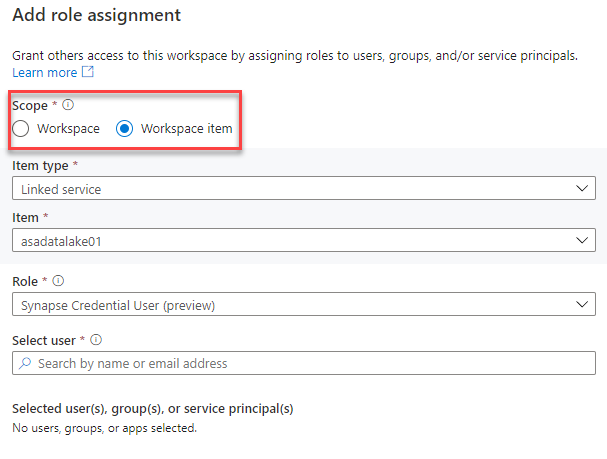 Add role assignment
Grant others access to this workspace by assigning roles to users, groups, and/or service principals.
Learn more
Scope *
Workspace Workspace item
Item type *
Linked service
Item *
asadatalake01
Role *
Synapse Credential User (preview)
Select user *
Search by name or email address
Selected user(s), group(s), or service principal(s)
No users, groups, or apps selected.